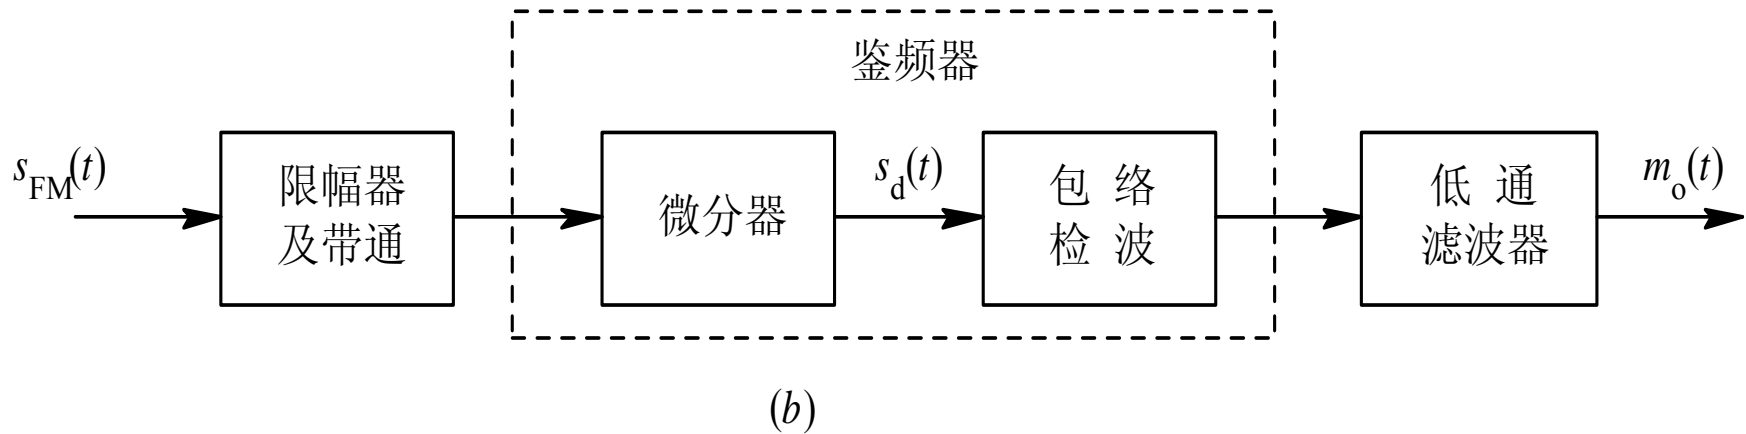 鉴频器
s_FM(t)
限幅器
及带通
微分器
s_d(t)
包 络
检 波
低 通
滤波器
m_o(t)
(b)